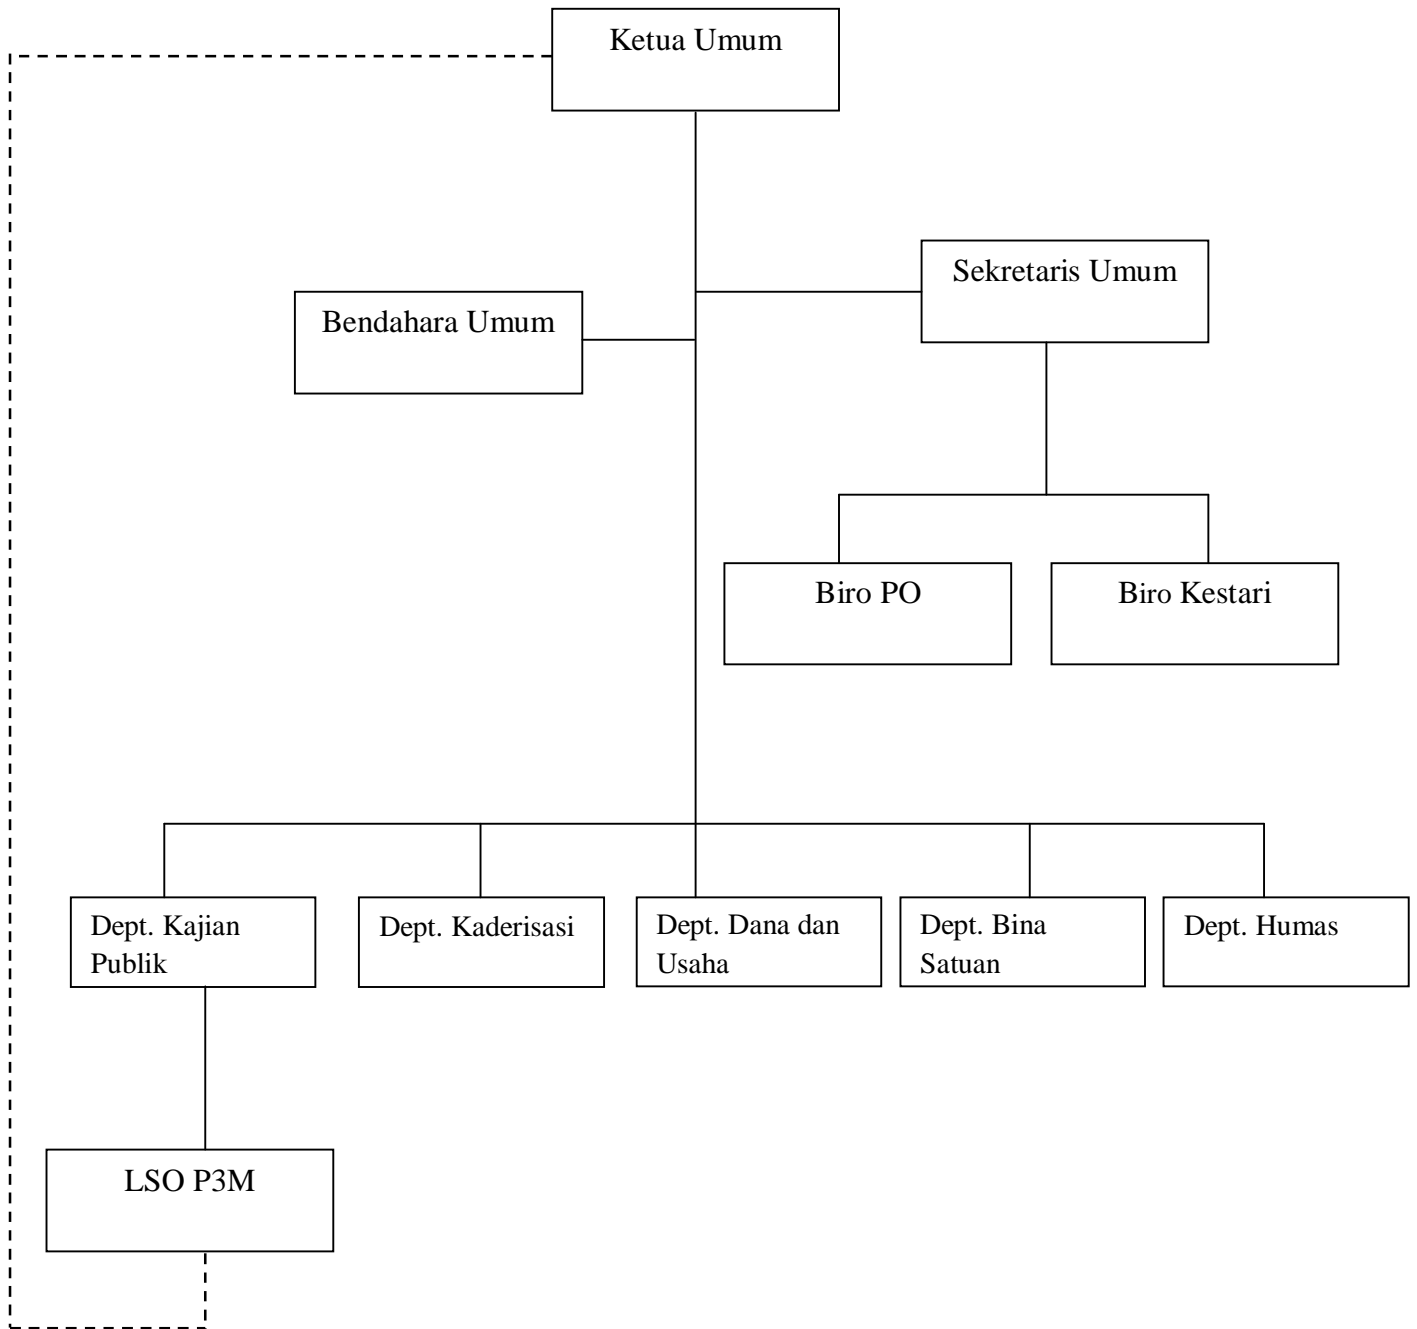 Ketua Umum
Sekretaris Umum
Bendahara Umum
Biro PO
Biro Kestari
Dept. Kajian
Publik
Dept. Kaderisasi
Dept. Dana dan
Usaha
Dept. Bina
Satuan
Dept. Humas
LSO P3M